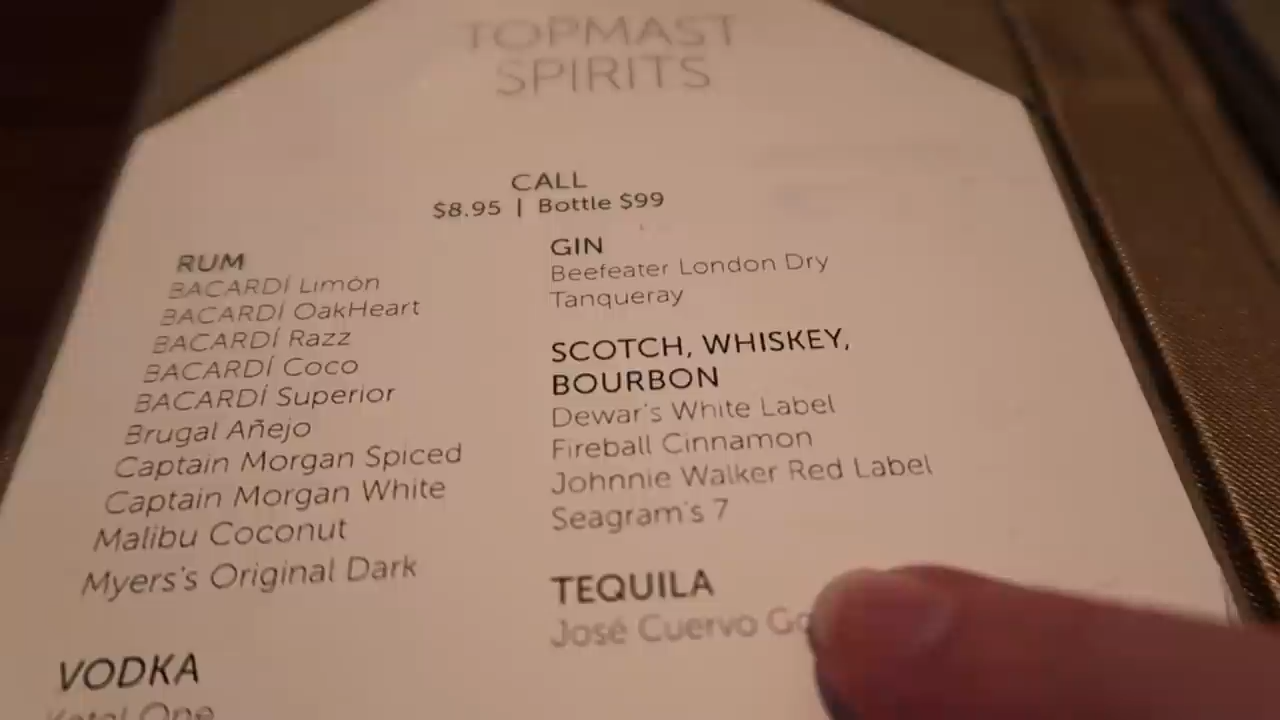 TOPMAST
SPIRITS
CALL
$8.95 | Bottle $99
RUM
BACARDÍ Limón
BACARDÍ OakHeart
BACARDÍ Razz
BACARDÍ Coco
BACARDÍ Superior
Brugal Añejo
Captain Morgan Spiced
Captain Morgan White
Malibu Coconut
Myers's Original Dark
VODKA
Ketel One
GIN
Beefeater London Dry
Tanqueray
SCOTCH, WHISKEY,
BOURBON
Dewar's White Label
Fireball Cinnamon
Johnnie Walker Red Label
Seagram's 7
TEQUILA
José Cuervo